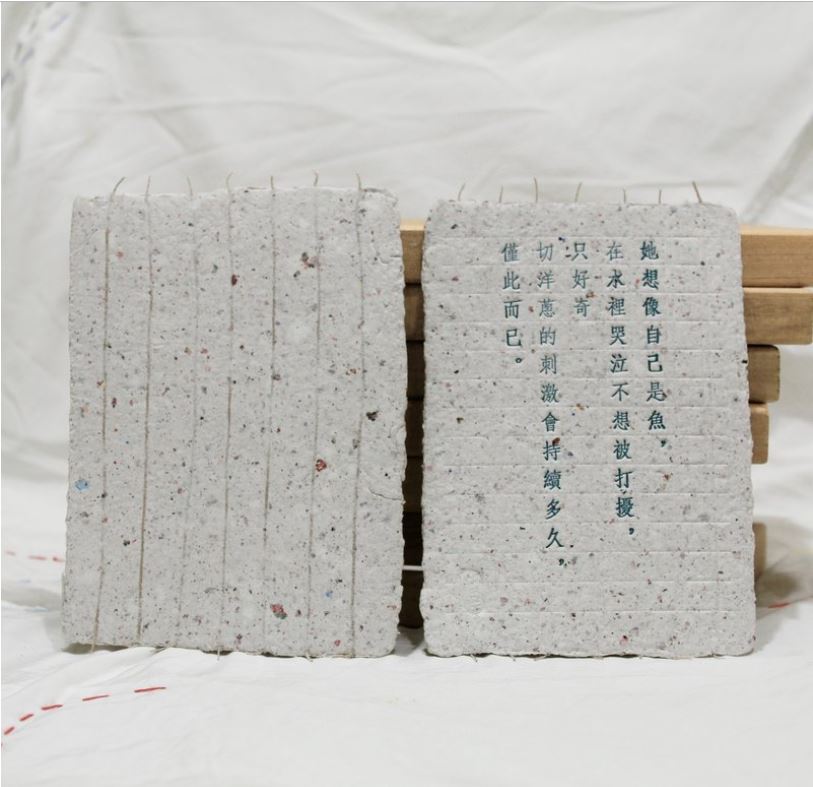 她想像自己是魚，
在水裡哭泣不想被打擾，
只好奇
切洋蔥的刺激會持續多久，
僅此而已。